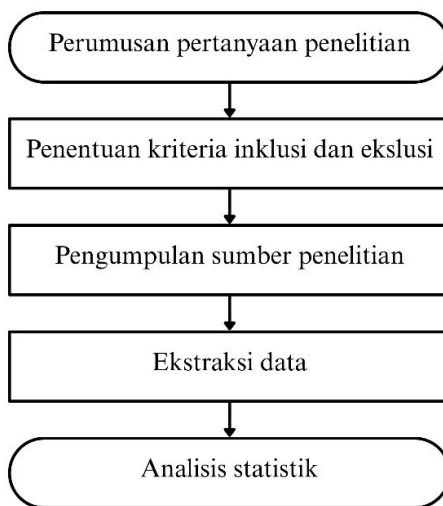 Perumusan pertanyaan penelitian
Penentuan kriteria inklusi dan ekslusi
Pengumpulan sumber penelitian
Ekstraksi data
Analisis statistik